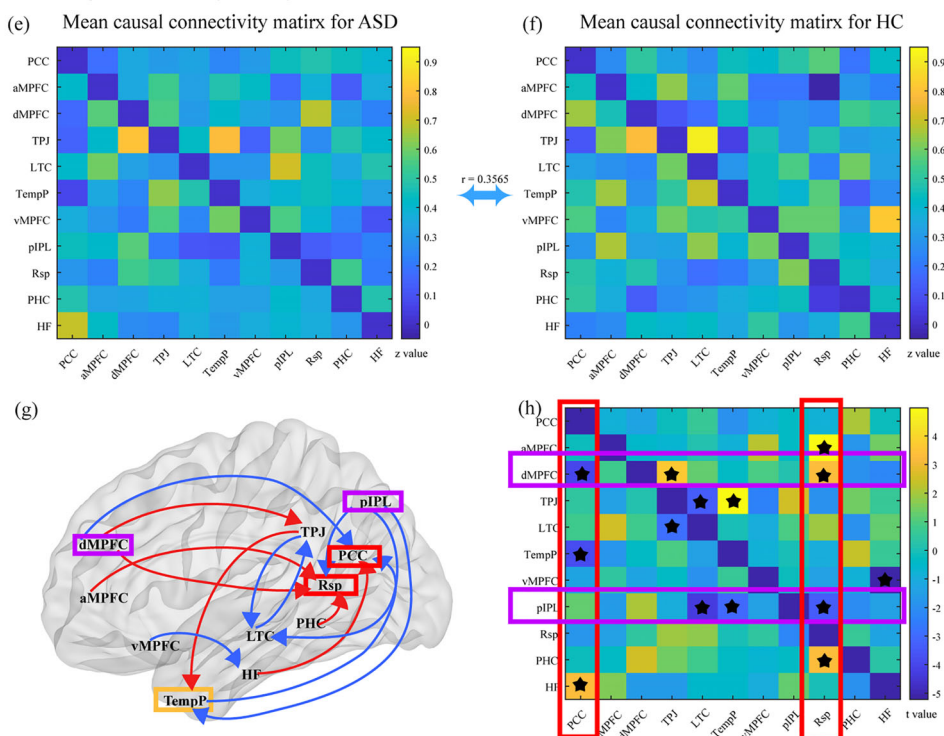 (e) Mean causal connectivity matirx for ASD
PCC
aMPFC
dMPFC
TPJ
LTC
TempP
vMPFC
pIPL
Rsp
PHC
HF
PCC aMPFC dMPFC TPJ LTC TempP vMPFC pIPL Rsp PHC HF
0.9
0.8
0.7
0.6
0.5
0.4
0.3
0.2
0.1
0
z value
r = 0.3565
(f) Mean causal connectivity matirx for HC
PCC
aMPFC
dMPFC
TPJ
LTC
TempP
vMPFC
pIPL
Rsp
PHC
HF
PCC aMPFC dMPFC TPJ LTC TempP vMPFC pIPL Rsp PHC HF
0.9
0.8
0.7
0.6
0.5
0.4
0.3
0.2
0.1
0
z value
(g)
pIPL
TPJ
dMPFC
PCC
Rsp
aMPFC
PHC
LTC
vMPFC
HF
TempP
(h)
PCC
aMPFC
dMPFC
TPJ
LTC
TempP
vMPFC
pIPL
Rsp
PHC
HF
PCC MPFC dMPFC TPJ LTC TempP vMPFC pIPL Rsp PHC HF
4
3
2
1
0
-1
-2
-3
-4
-5
t value